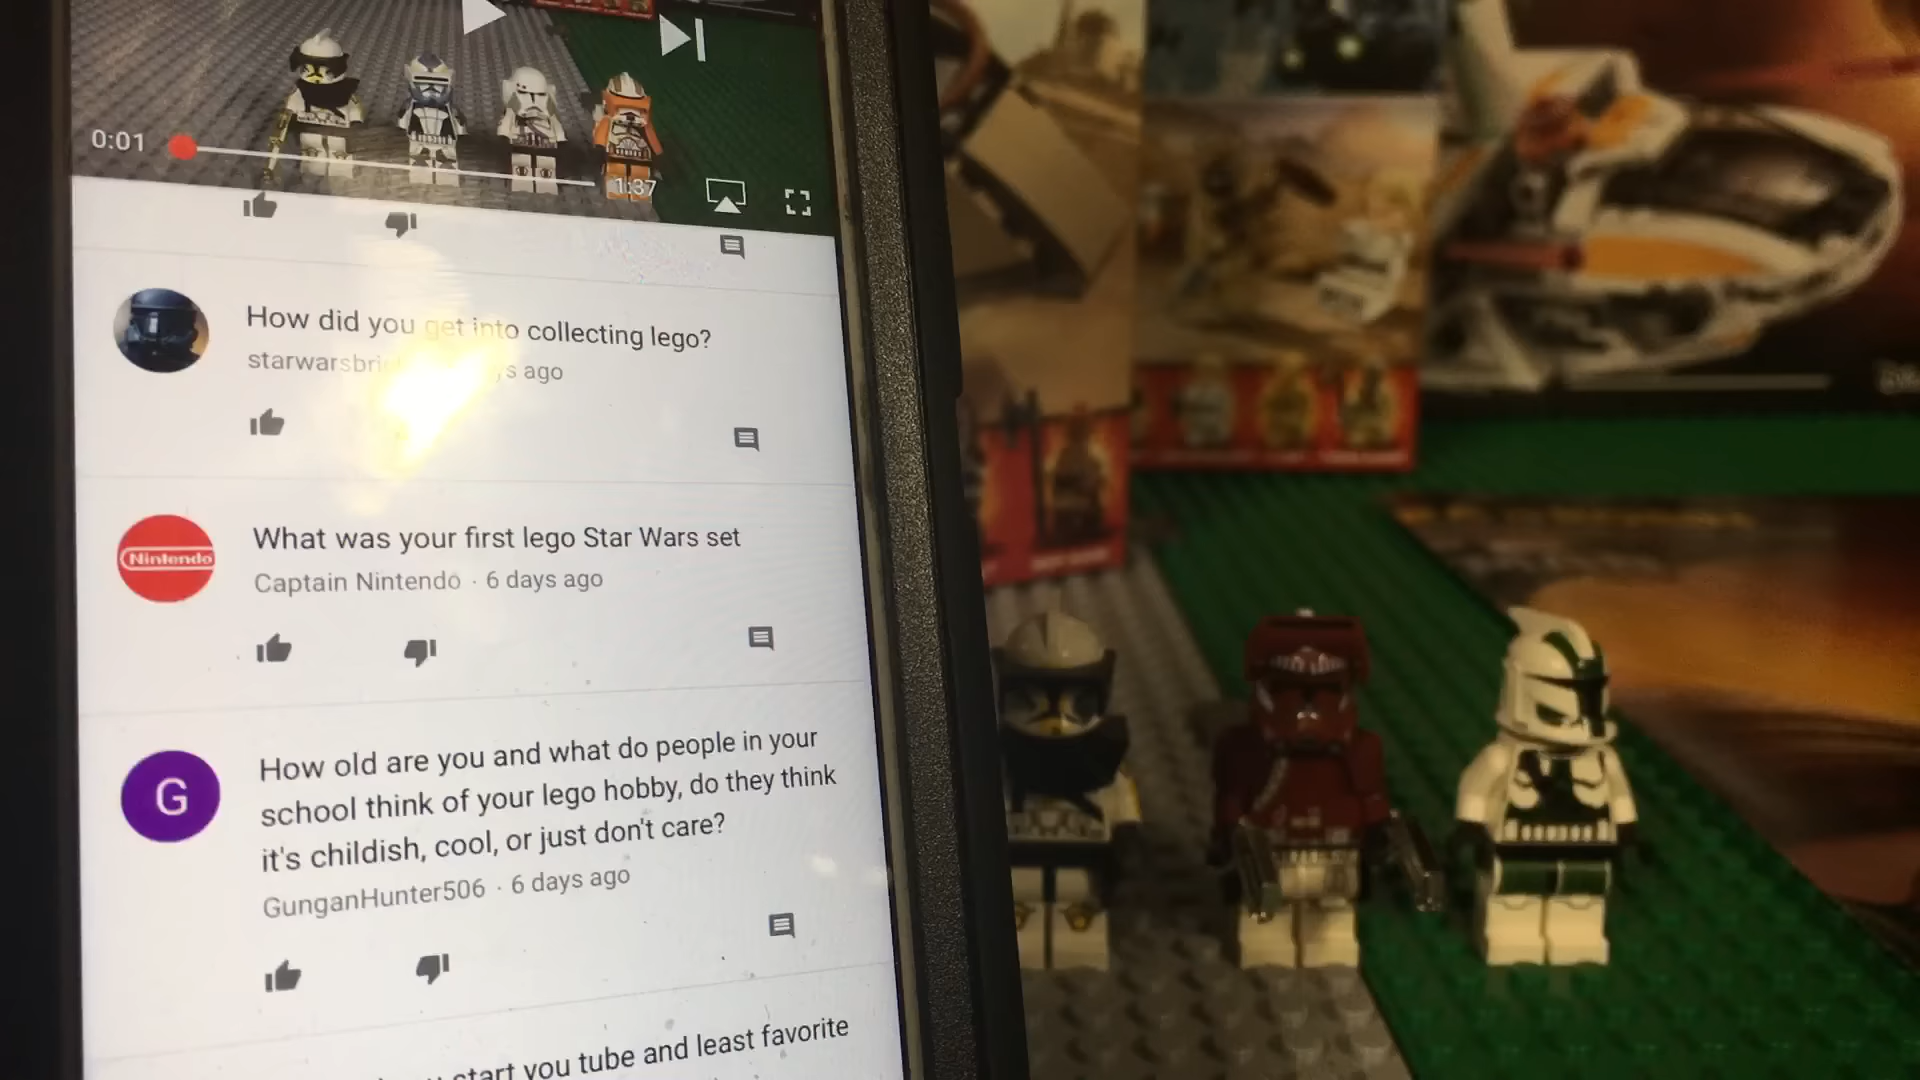 0:01
1:37
How did you get into collecting lego?
s ago
Nintendo
What was your first lego Star Wars set
Captain Nintendo · 6 days ago
G
How old are you and what do people in your
school think of your lego hobby, do they think
it's childish, cool, or just don't care?
GunganHunter506 · 6 days ago
start you tube and least favorite